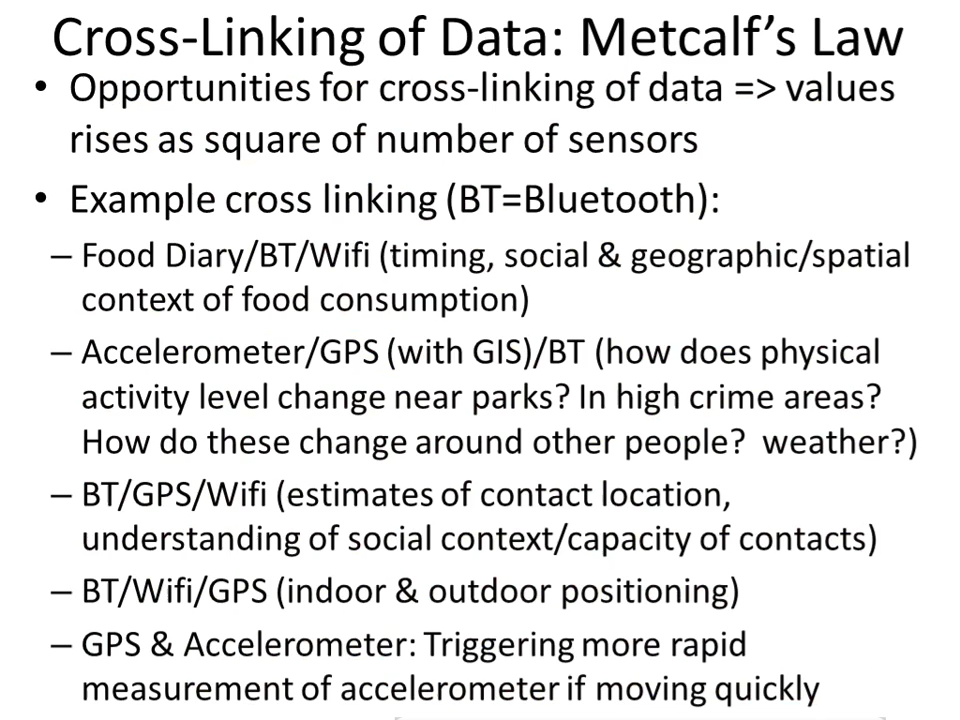 Cross-Linking of Data: Metcalf’s Law
• Opportunities for cross-linking of data => values
rises as square of number of sensors
• Example cross linking (BT=Bluetooth):
– Food Diary/BT/Wifi (timing, social & geographic/spatial
context of food consumption)
– Accelerometer/GPS (with GIS)/BT (how does physical
activity level change near parks? In high crime areas?
How do these change around other people?  weather?)
– BT/GPS/Wifi (estimates of contact location,
understanding of social context/capacity of contacts)
– BT/Wifi/GPS (indoor & outdoor positioning)
– GPS & Accelerometer: Triggering more rapid
measurement of accelerometer if moving quickly